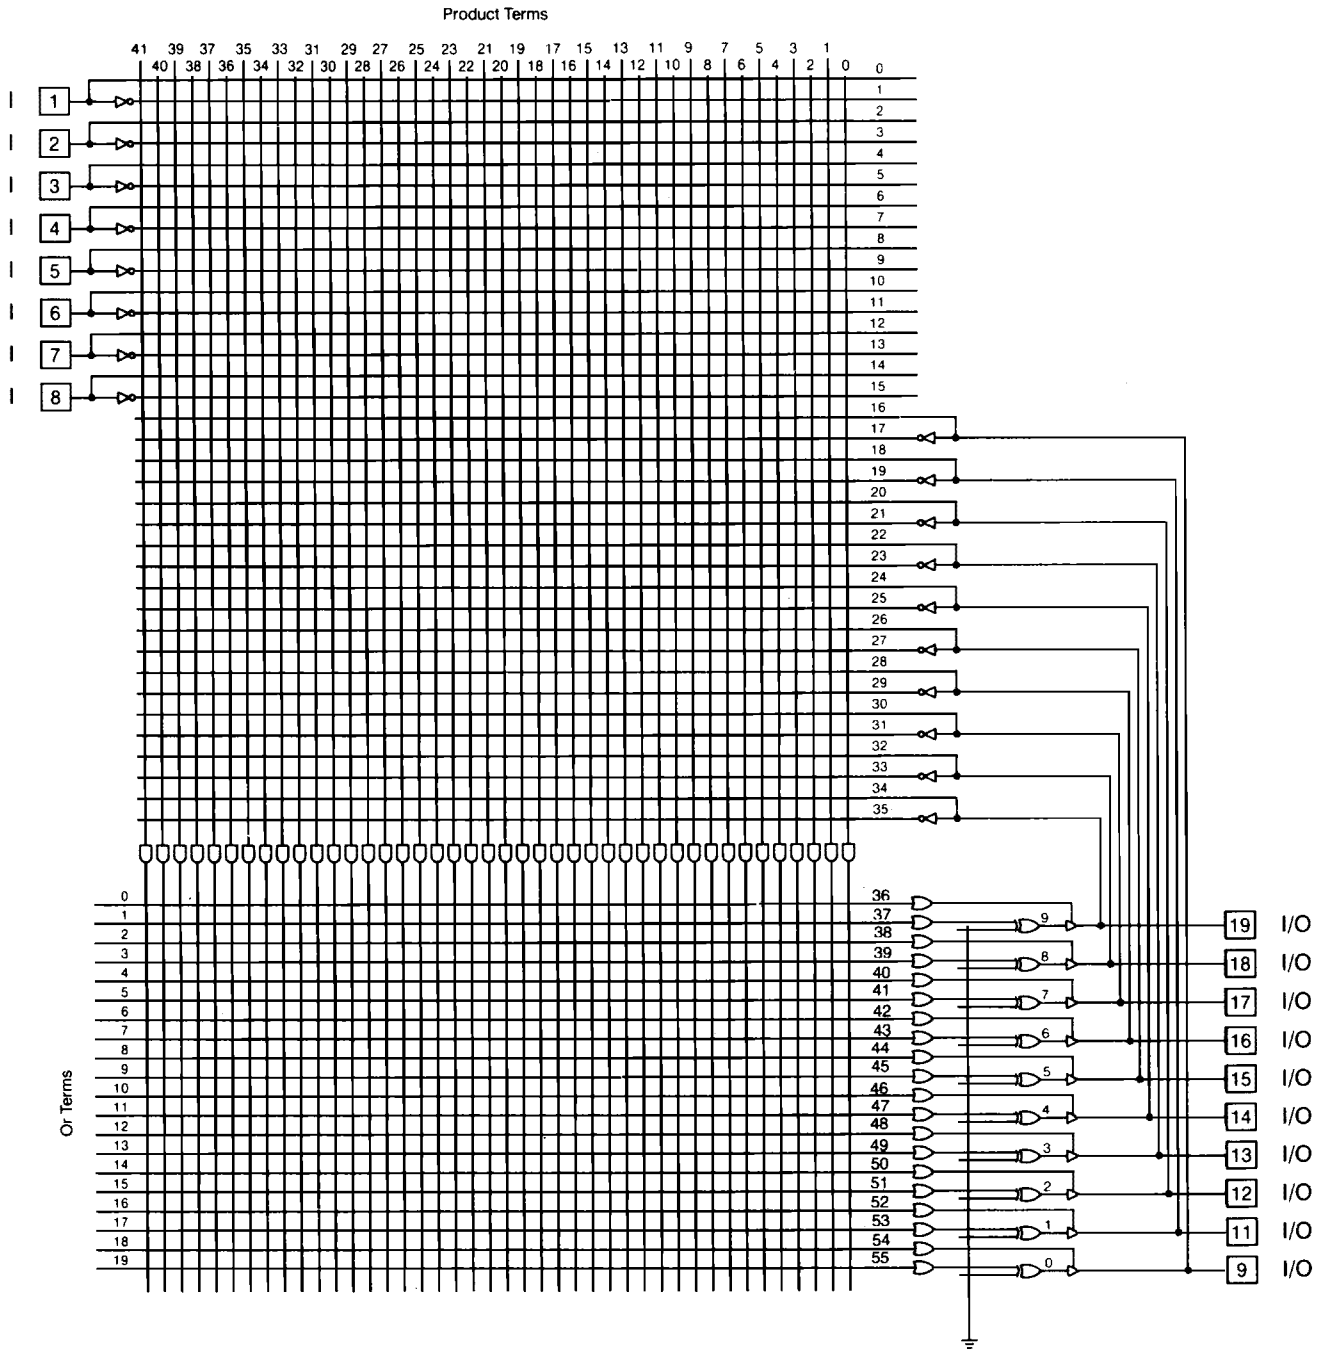 Product Terms
41 39 37 35 33 31 29 27 25 23 21 19 17 15 13 11 9 7 5 3 1
40 38 36 34 32 30 28 26 24 22 20 18 16 14 12 10 8 6 4 2 0
0
I 1 1
2
I 2 3
4
I 3 5
6
I 4 7
8
I 5 9
10
I 6 11
12
I 7 13
14
I 8 15
16
17
18
19
20
21
22
23
24
25
26
27
28
29
30
31
32
33
34
35
Or Terms
0 36
1 37 9 19 I/O
2 38
3 39 8 18 I/O
4 40
5 41 7 17 I/O
6 42
7 43 6 16 I/O
8 44
9 45 5 15 I/O
10 46
11 47 4 14 I/O
12 48
13 49 3 13 I/O
14 50
15 51 2 12 I/O
16 52
17 53 1 11 I/O
18 54
19 55 0 9 I/O